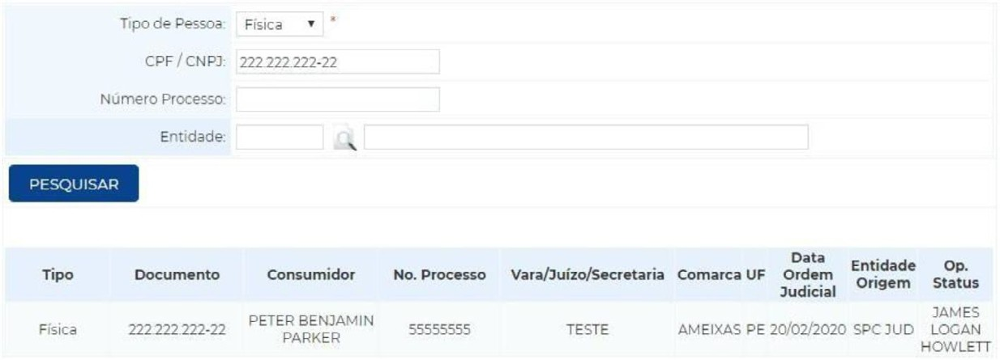 Tipo de Pessoa: Física *
CPF / CNPJ: 222.222.222-22
Número Processo:
Entidade:
PESQUISAR
Tipo Documento Consumidor No. Processo Vara/Juízo/Secretaria Comarca UF Data Ordem Judicial Entidade Origem Op. Status
Física 222.222.222-22 PETER BENJAMIN PARKER 55555555 TESTE AMEIXAS PE 20/02/2020 SPC JUD JAMES LOGAN HOWLETT